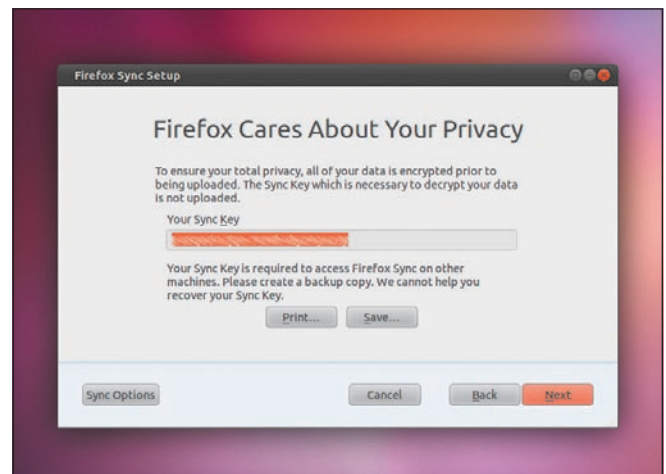 Firefox Sync Setup
Firefox Cares About Your Privacy
To ensure your total privacy, all of your data is encrypted prior to
being uploaded. The Sync Key which is necessary to decrypt your data
is not uploaded.
Your Sync Key
Your Sync Key is required to access Firefox Sync on other
machines. Please create a backup copy. We cannot help you
recover your Sync Key.
Print... Save...
Sync Options Cancel Back Next